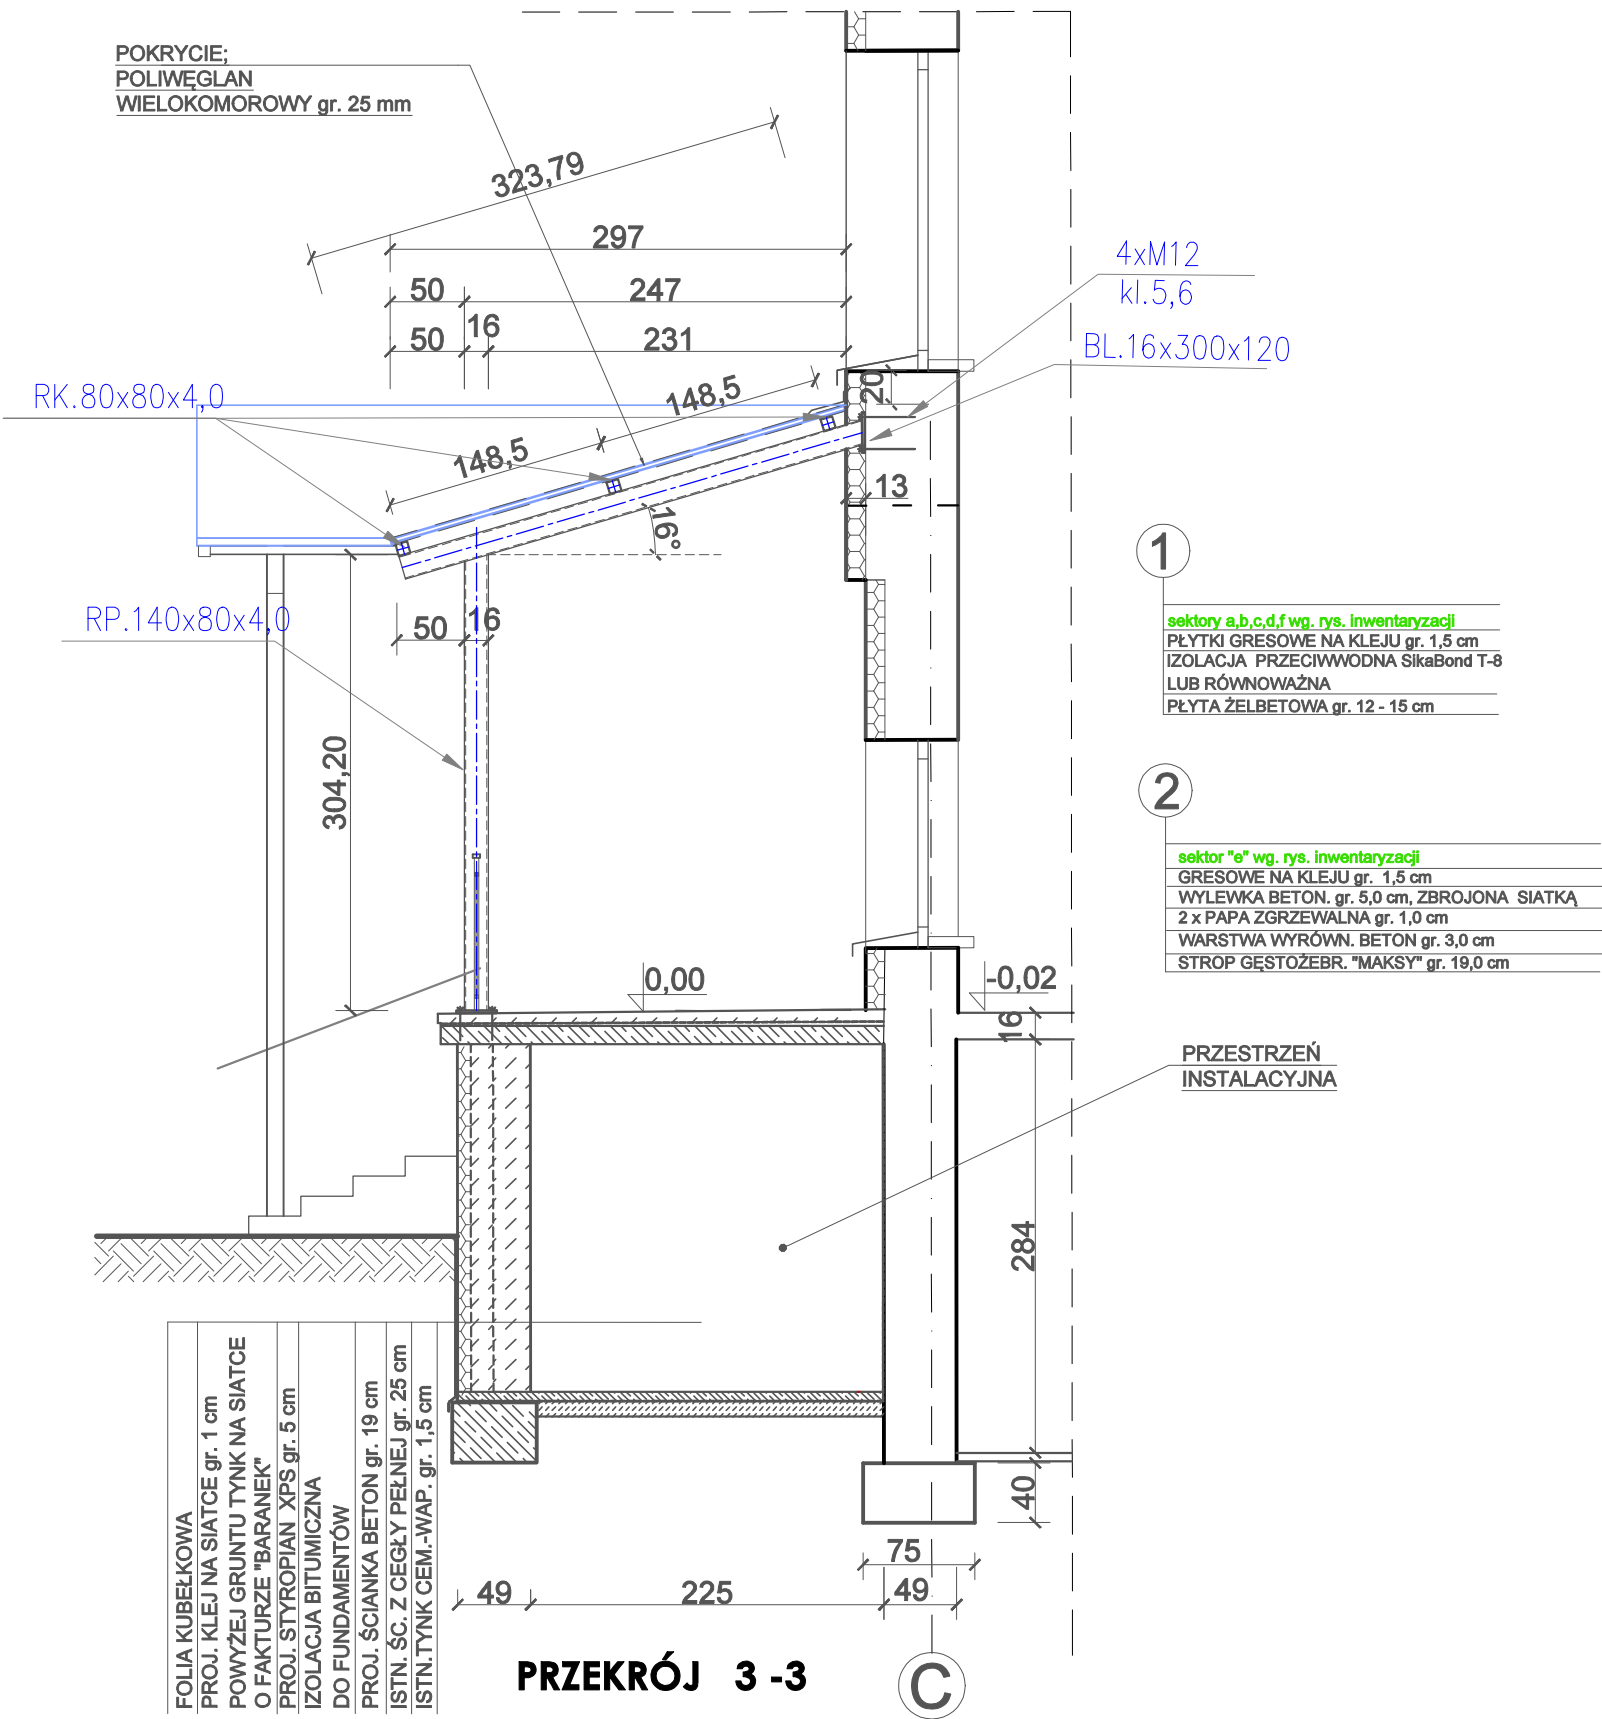 POKRYCIE;
POLIWĘGLAN
WIELOKOMOROWY gr. 25 mm
323,79
297
50
247
16
50
231
4xM12
kl.5,6
BL.16x300x120
RK.80x80x4,0
148,5
148,5
20
13
16°
RP.140x80x4,0
50
16
304,20
1
sektory a,b,c,d,f wg. rys. inwentaryzacji
PŁYTKI GRESOWE NA KLEJU gr. 1,5 cm
IZOLACJA PRZECIWWODNA SikaBond T-8
LUB RÓWNOWAŻNA
PŁYTA ŻELBETOWA gr. 12 - 15 cm
2
sektor "e" wg. rys. inwentaryzacji
GRESOWE NA KLEJU gr. 1,5 cm
WYLEWKA BETON. gr. 5,0 cm, ZBROJONA SIATKĄ
2 x PAPA ZGRZEWALNA gr. 1,0 cm
WARSTWA WYRÓWN. BETON gr. 3,0 cm
STROP GĘSTOŻEBR. "MAKSY" gr. 19,0 cm
0,00
-0,02
16
PRZESTRZEŃ
INSTALACYJNA
284
40
75
49
225
49
FOLIA KUBEŁKOWA
PROJ. KLEJ NA SIATCE gr. 1 cm
POWYŻEJ GRUNTU TYNK NA SIATCE
O FAKTURZE "BARANEK"
PROJ. STYROPIAN XPS gr. 5 cm
IZOLACJA BITUMICZNA
DO FUNDAMENTÓW
PROJ. ŚCIANKA BETON gr. 19 cm
ISTN. ŚC. Z CEGŁY PEŁNEJ gr. 25 cm
ISTN.TYNK CEM.-WAP. gr. 1,5 cm
PRZEKRÓJ 3 -3
C